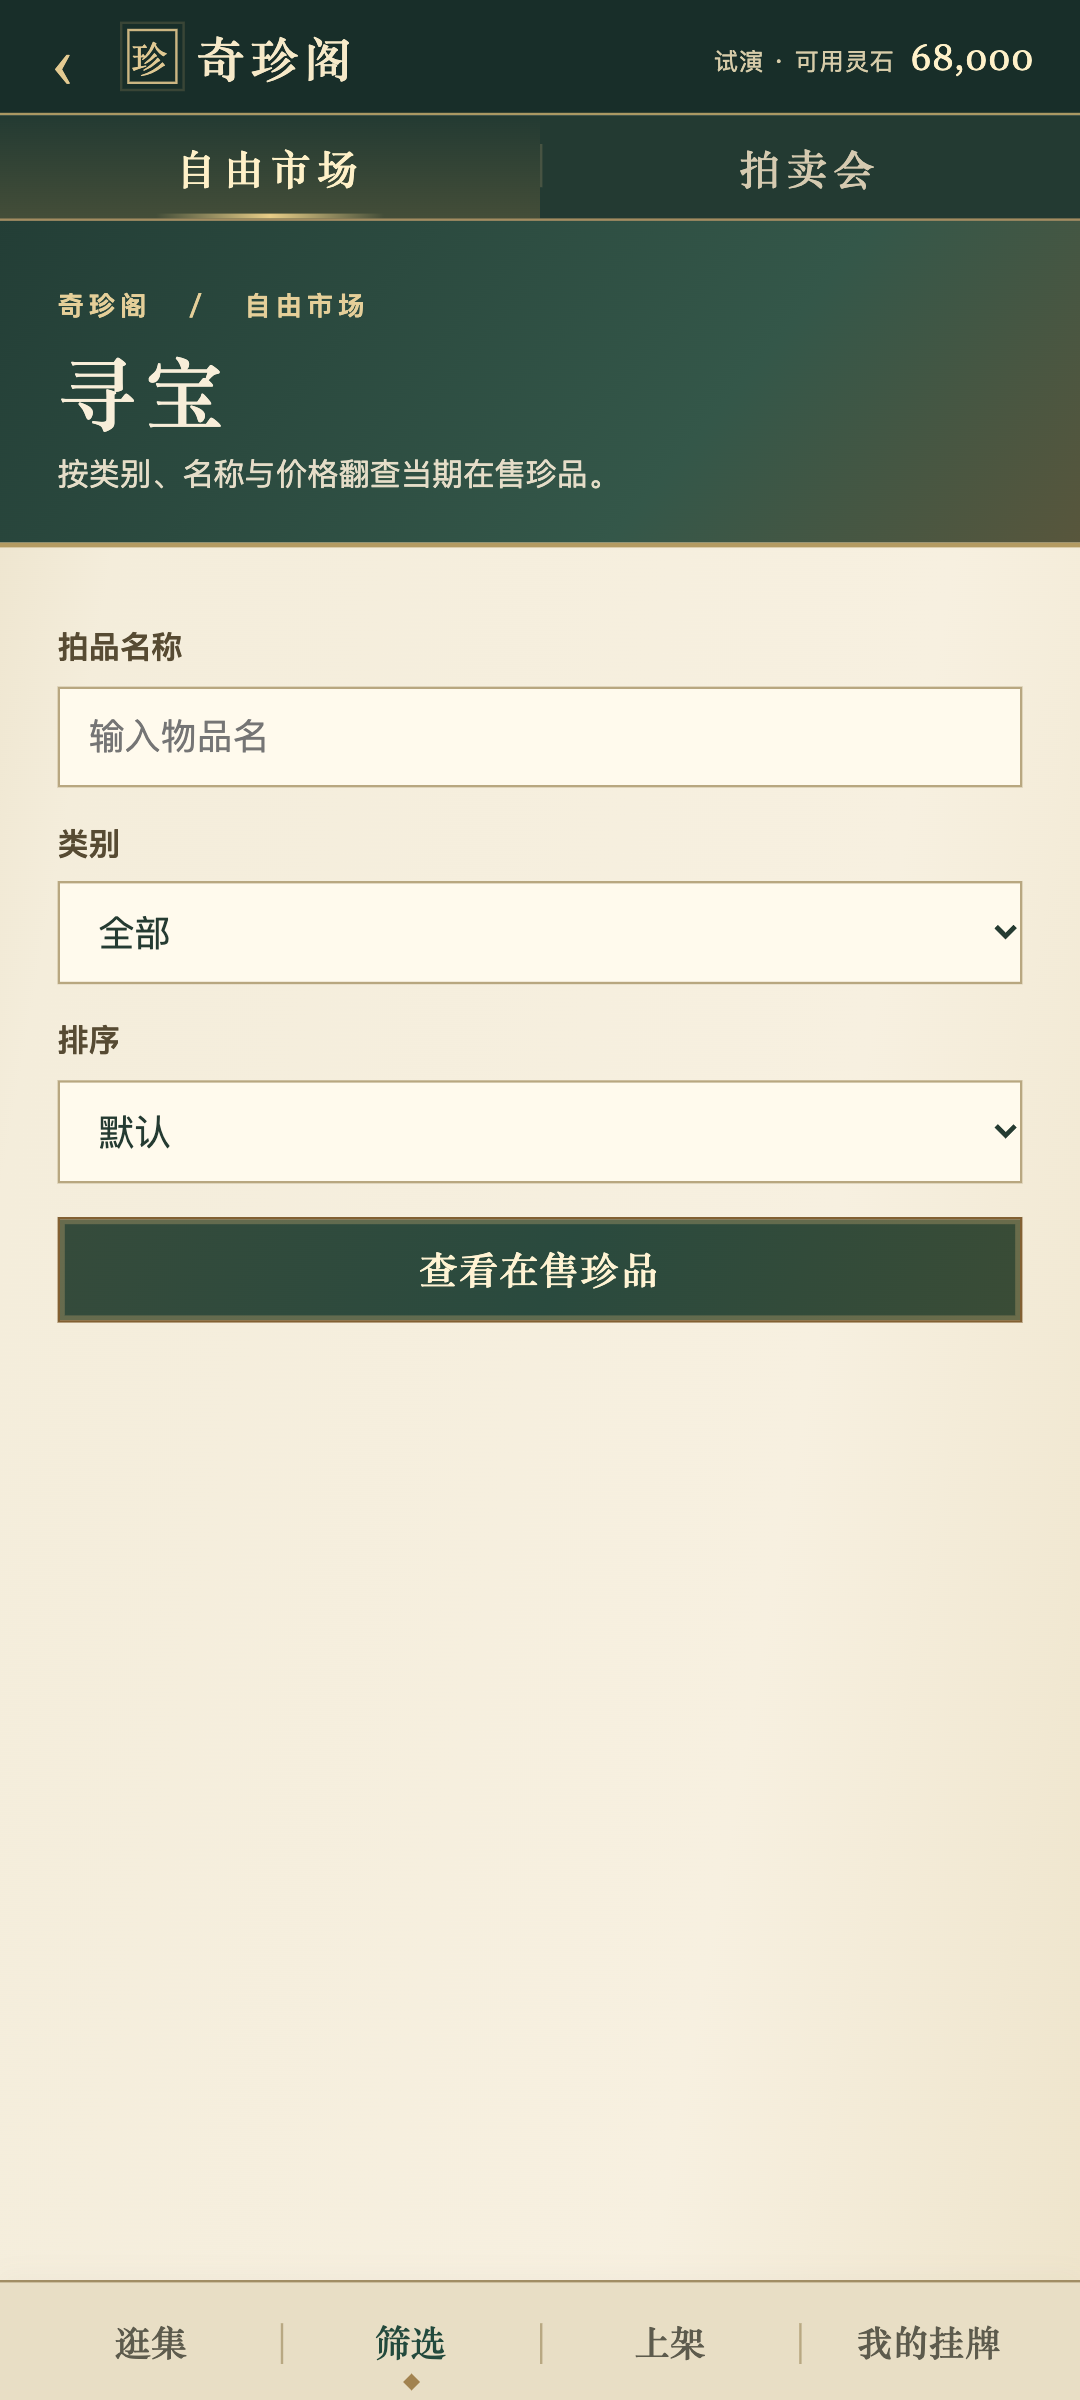 ‹ 珍 奇珍阁 试演 · 可用灵石 68,000
自由市场 拍卖会
奇珍阁 / 自由市场
寻宝
按类别、名称与价格翻查当期在售珍品。
拍品名称
输入物品名
类别
全部
排序
默认
查看在售珍品
逛集 筛选 上架 我的挂牌